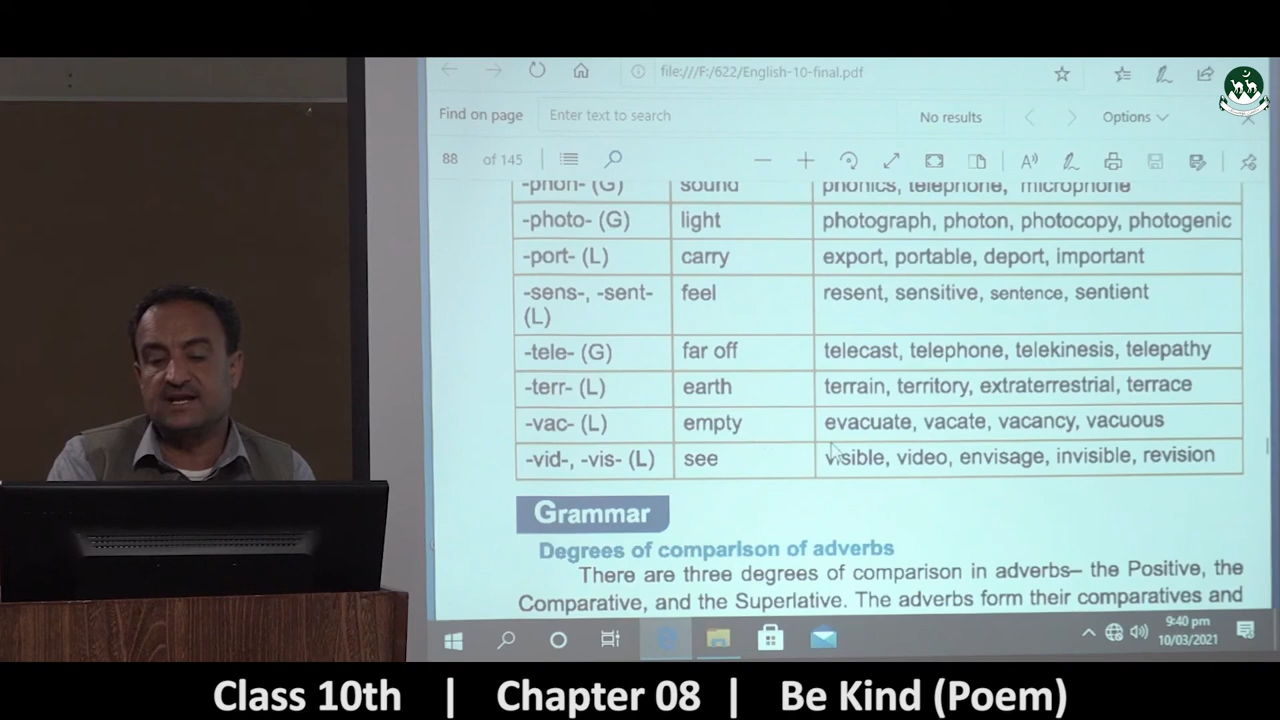 file:///F:/622/English-10-final.pdf
Find on page Enter text to search No results Options
88 of 145
-phon- (G) sound phonics, telephone, microphone
-photo- (G) light photograph, photon, photocopy, photogenic
-port- (L) carry export, portable, deport, important
-sens-, -sent- (L) feel resent, sensitive, sentence, sentient
-tele- (G) far off telecast, telephone, telekinesis, telepathy
-terr- (L) earth terrain, territory, extraterrestrial, terrace
-vac- (L) empty evacuate, vacate, vacancy, vacuous
-vid-, -vis- (L) see visible, video, envisage, invisible, revision
Grammar
Degrees of comparison of adverbs
There are three degrees of comparison in adverbs– the Positive, the
Comparative, and the Superlative. The adverbs form their comparatives and
9:40 pm
10/03/2021
Class 10th | Chapter 08 | Be Kind (Poem)